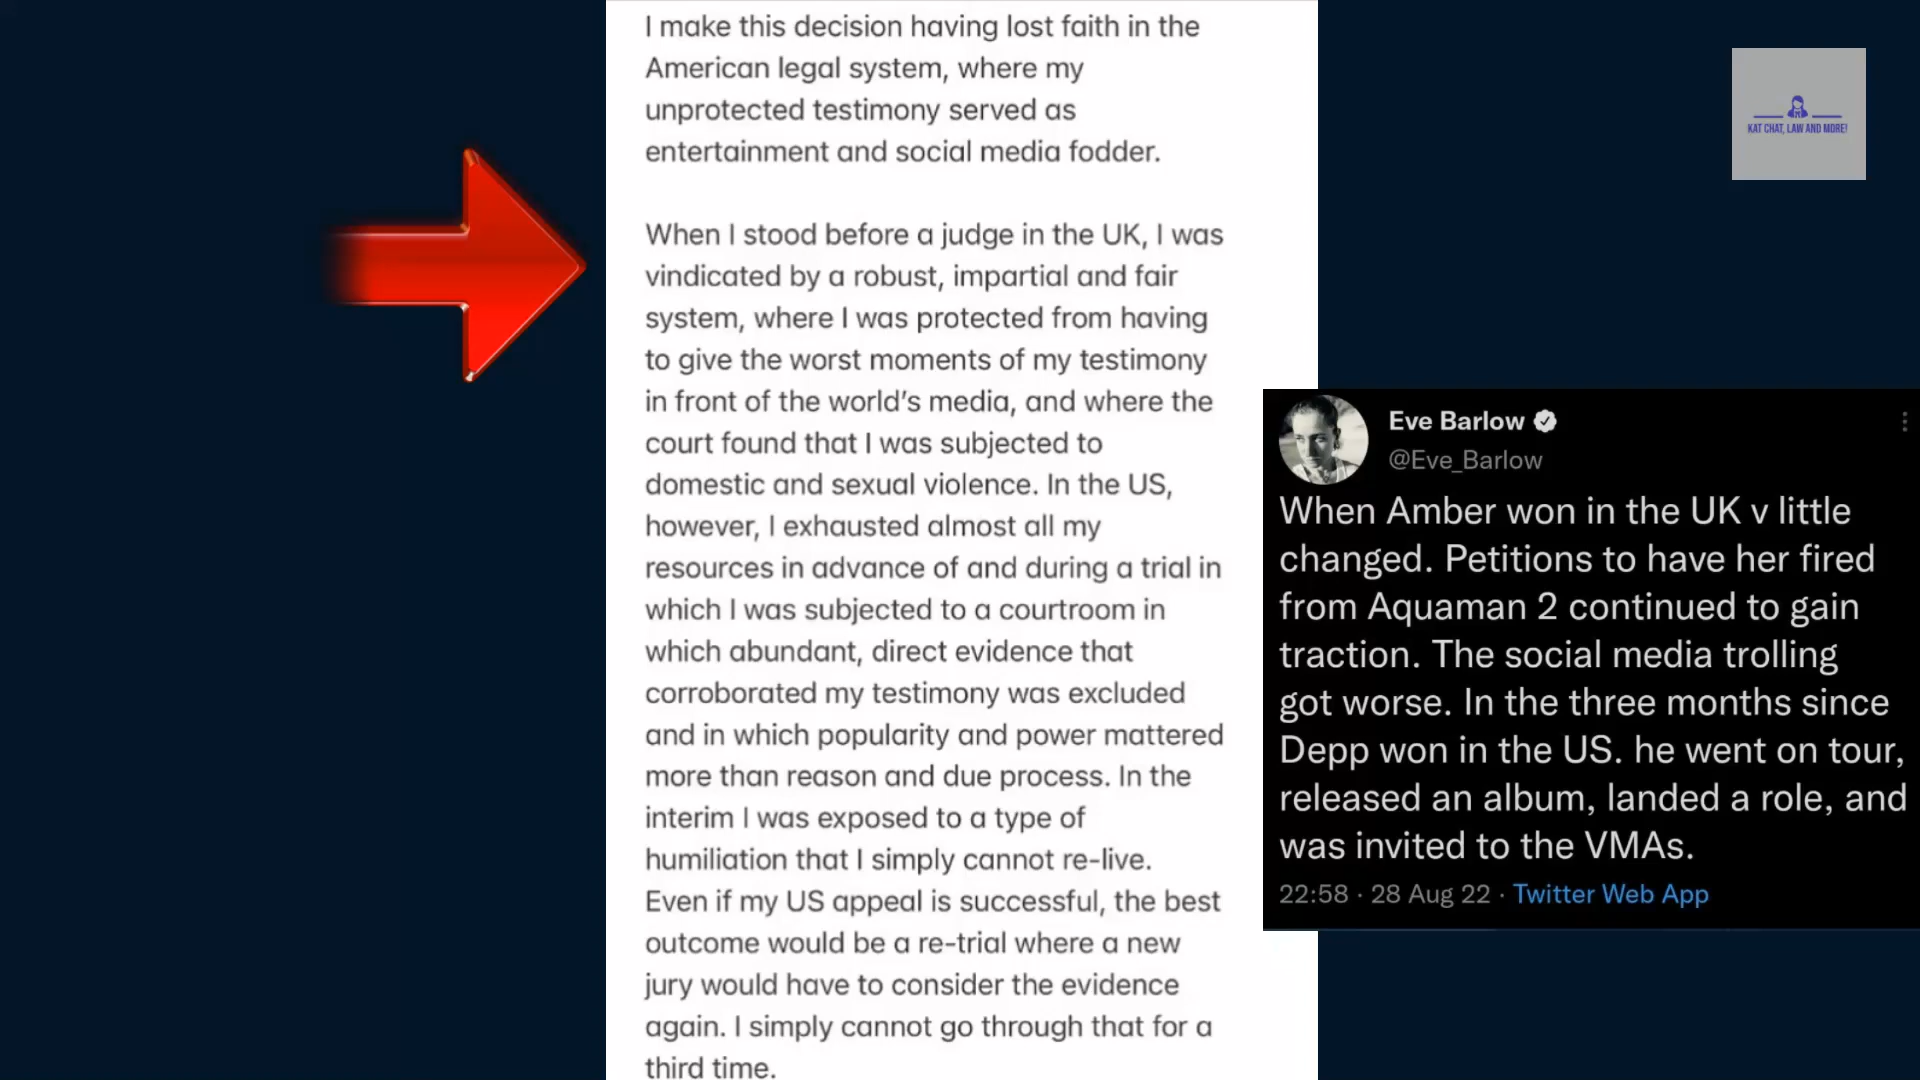 I make this decision having lost faith in the
American legal system, where my
unprotected testimony served as
entertainment and social media fodder.
When I stood before a judge in the UK, I was
vindicated by a robust, impartial and fair
system, where I was protected from having
to give the worst moments of my testimony
in front of the world's media, and where the
court found that I was subjected to
domestic and sexual violence. In the US,
however, I exhausted almost all my
resources in advance of and during a trial in
which I was subjected to a courtroom in
which abundant, direct evidence that
corroborated my testimony was excluded
and in which popularity and power mattered
more than reason and due process. In the
interim I was exposed to a type of
humiliation that I simply cannot re-live.
Even if my US appeal is successful, the best
outcome would be a re-trial where a new
jury would have to consider the evidence
again. I simply cannot go through that for a
third time.
KAT CHAT, LAW AND MORE!
Eve Barlow
@Eve_Barlow
When Amber won in the UK v little
changed. Petitions to have her fired
from Aquaman 2 continued to gain
traction. The social media trolling
got worse. In the three months since
Depp won in the US. he went on tour,
released an album, landed a role, and
was invited to the VMAs.
22:58 · 28 Aug 22 · Twitter Web App